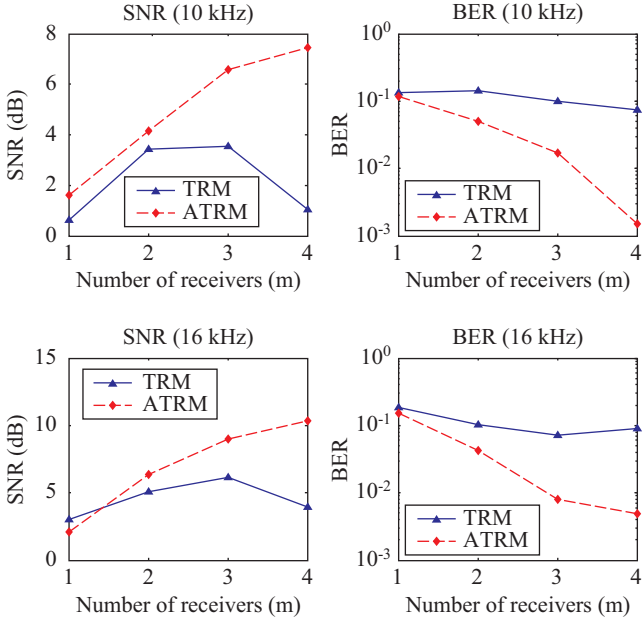 SNR (10 kHz)
8
6
4
2
0
SNR (dB)
TRM
ATRM
1 2 3 4
Number of receivers (m)
BER (10 kHz)
10^0
10^-1
10^-2
10^-3
BER
TRM
ATRM
1 2 3 4
Number of receivers (m)
SNR (16 kHz)
15
10
5
0
SNR (dB)
TRM
ATRM
1 2 3 4
Number of receivers (m)
BER (16 kHz)
10^0
10^-1
10^-2
10^-3
BER
TRM
ATRM
1 2 3 4
Number of receivers (m)